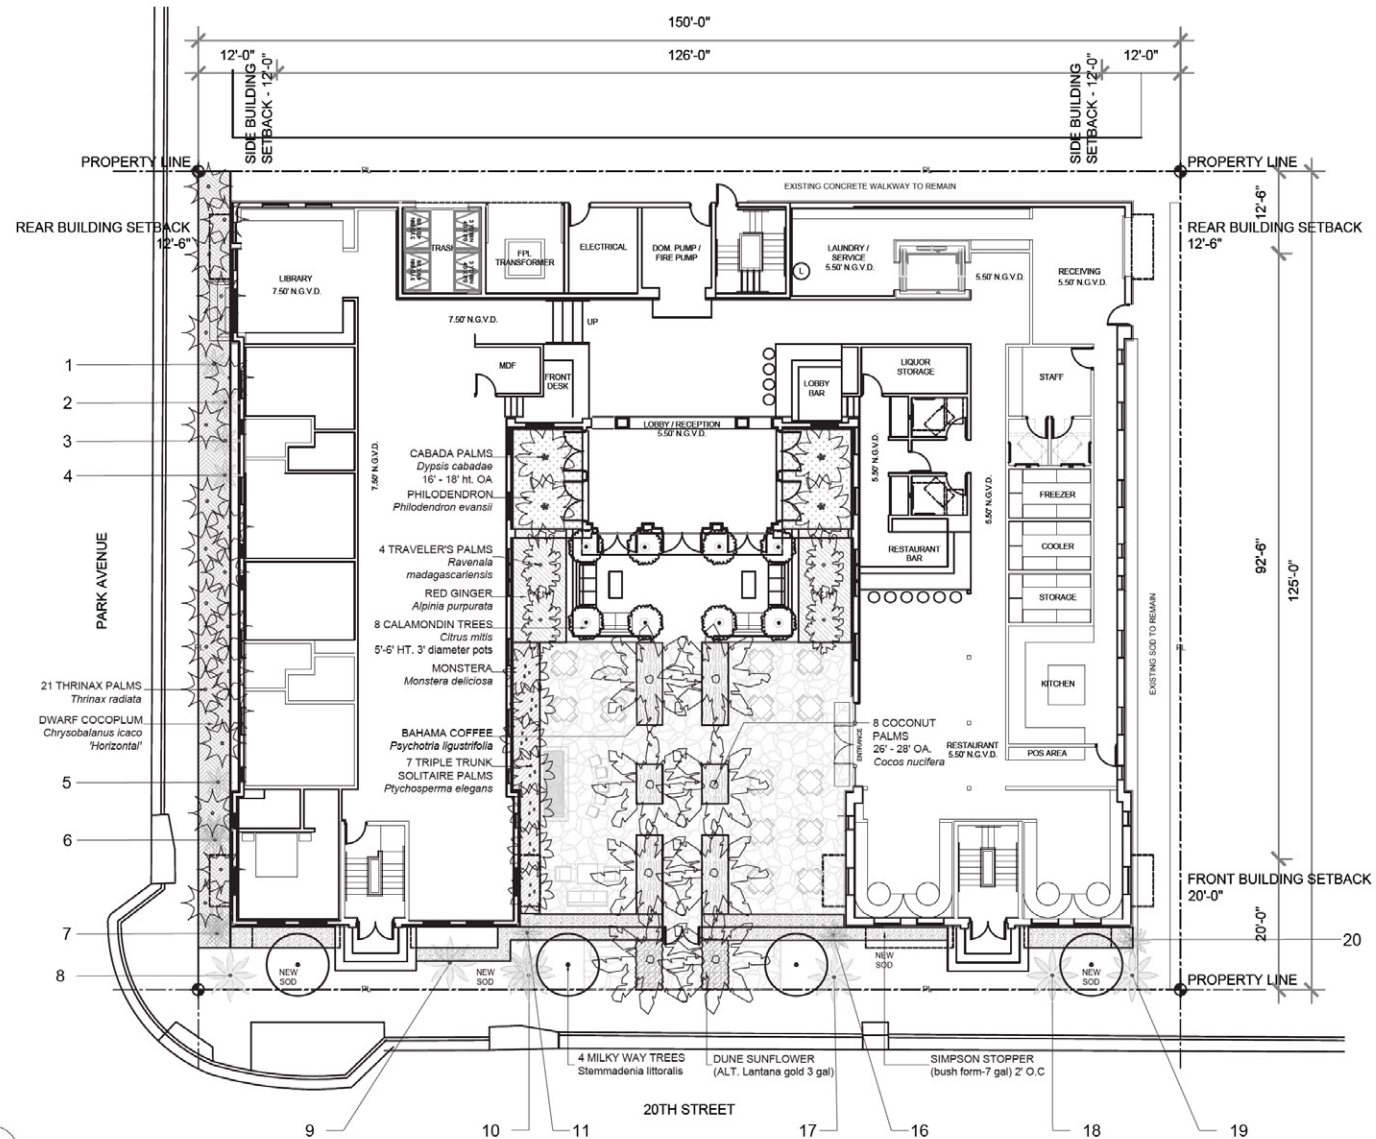 150'-0"
12'-0"
126'-0"
12'-0"
SIDE BUILDING
SETBACK - 12'-0"
SIDE BUILDING
SETBACK - 12'-0"
PROPERTY LINE
PL
PL
PROPERTY LINE
EXISTING CONCRETE WALKWAY TO REMAIN
12'-6"
REAR BUILDING SETBACK
12'-6"
REAR BUILDING SETBACK
12'-6"
LIBRARY
7.50' N.G.V.D.
TRASH
FPL
TRANSFORMER
ELECTRICAL
DOM. PUMP /
FIRE PUMP
L
LAUNDRY /
SERVICE
5.50' N.G.V.D.
5.50' N.G.V.D.
RECEIVING
5.50' N.G.V.D.
7.50' N.G.V.D.
UP
1
2
3
4
MDF
FRONT
DESK
LOBBY
BAR
LIQUOR
STORAGE
STAFF
LOBBY / RECEPTION
5.50' N.G.V.D.
7.50' N.G.V.D.
5.50' N.G.V.D.
5.50' N.G.V.D.
CABADA PALMS
Dypsis cabadae
16' - 18' ht. OA
PHILODENDRON
Philodendron evansii
FREEZER
COOLER
STORAGE
RESTAURANT
BAR
4 TRAVELER'S PALMS
Ravenala
madagascariensis
RED GINGER
Alpinia purpurata
8 CALAMONDIN TREES
Citrus mitis
5'-6' HT. 3' diameter pots
MONSTERA
Monstera deliciosa
PARK AVENUE
92'-6"
125'-0"
EXISTING SOD TO REMAIN
PL
KITCHEN
21 THRINAX PALMS
Thrinax radiata
DWARF COCOPLUM
Chrysobalanus icaco
'Horizontal'
BAHAMA COFFEE
Psychotria ligustrifolia
7 TRIPLE TRUNK
SOLITAIRE PALMS
Ptychosperma elegans
8 COCONUT
PALMS
26' - 28' OA.
Cocos nucifera
ENTRANCE
RESTAURANT
5.50' N.G.V.D.
POS AREA
5
6
7
8
FRONT BUILDING SETBACK
20'-0"
20'-0"
20
NEW
SOD
NEW
SOD
NEW
SOD
NEW
SOD
PL
PL
PROPERTY LINE
4 MILKY WAY TREES
Stemmadenia littoralis
DUNE SUNFLOWER
(ALT. Lantana gold 3 gal)
SIMPSON STOPPER
(bush form-7 gal) 2' O.C
20TH STREET
9
10
11
17
16
18
19